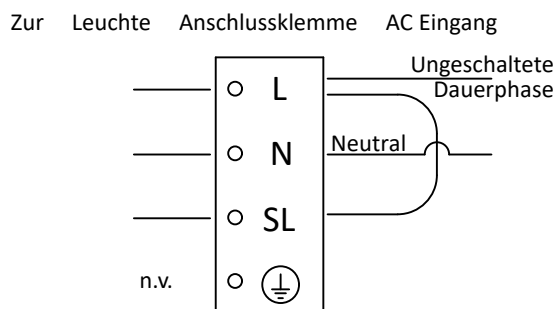 Zur Leuchte Anschlussklemme AC Eingang
Ungeschaltete
L Dauerphase
N Neutral
SL
n.v.